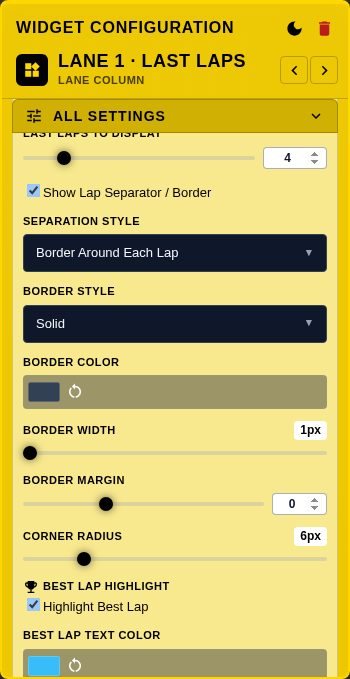 WIDGET CONFIGURATION
LANE 1 · LAST LAPS
LANE COLUMN
ALL SETTINGS
LAST LAPS TO DISPLAY
4
Show Lap Separator / Border
SEPARATION STYLE
Border Around Each Lap
BORDER STYLE
Solid
BORDER COLOR
BORDER WIDTH
1px
BORDER MARGIN
0
CORNER RADIUS
6px
BEST LAP HIGHLIGHT
Highlight Best Lap
BEST LAP TEXT COLOR